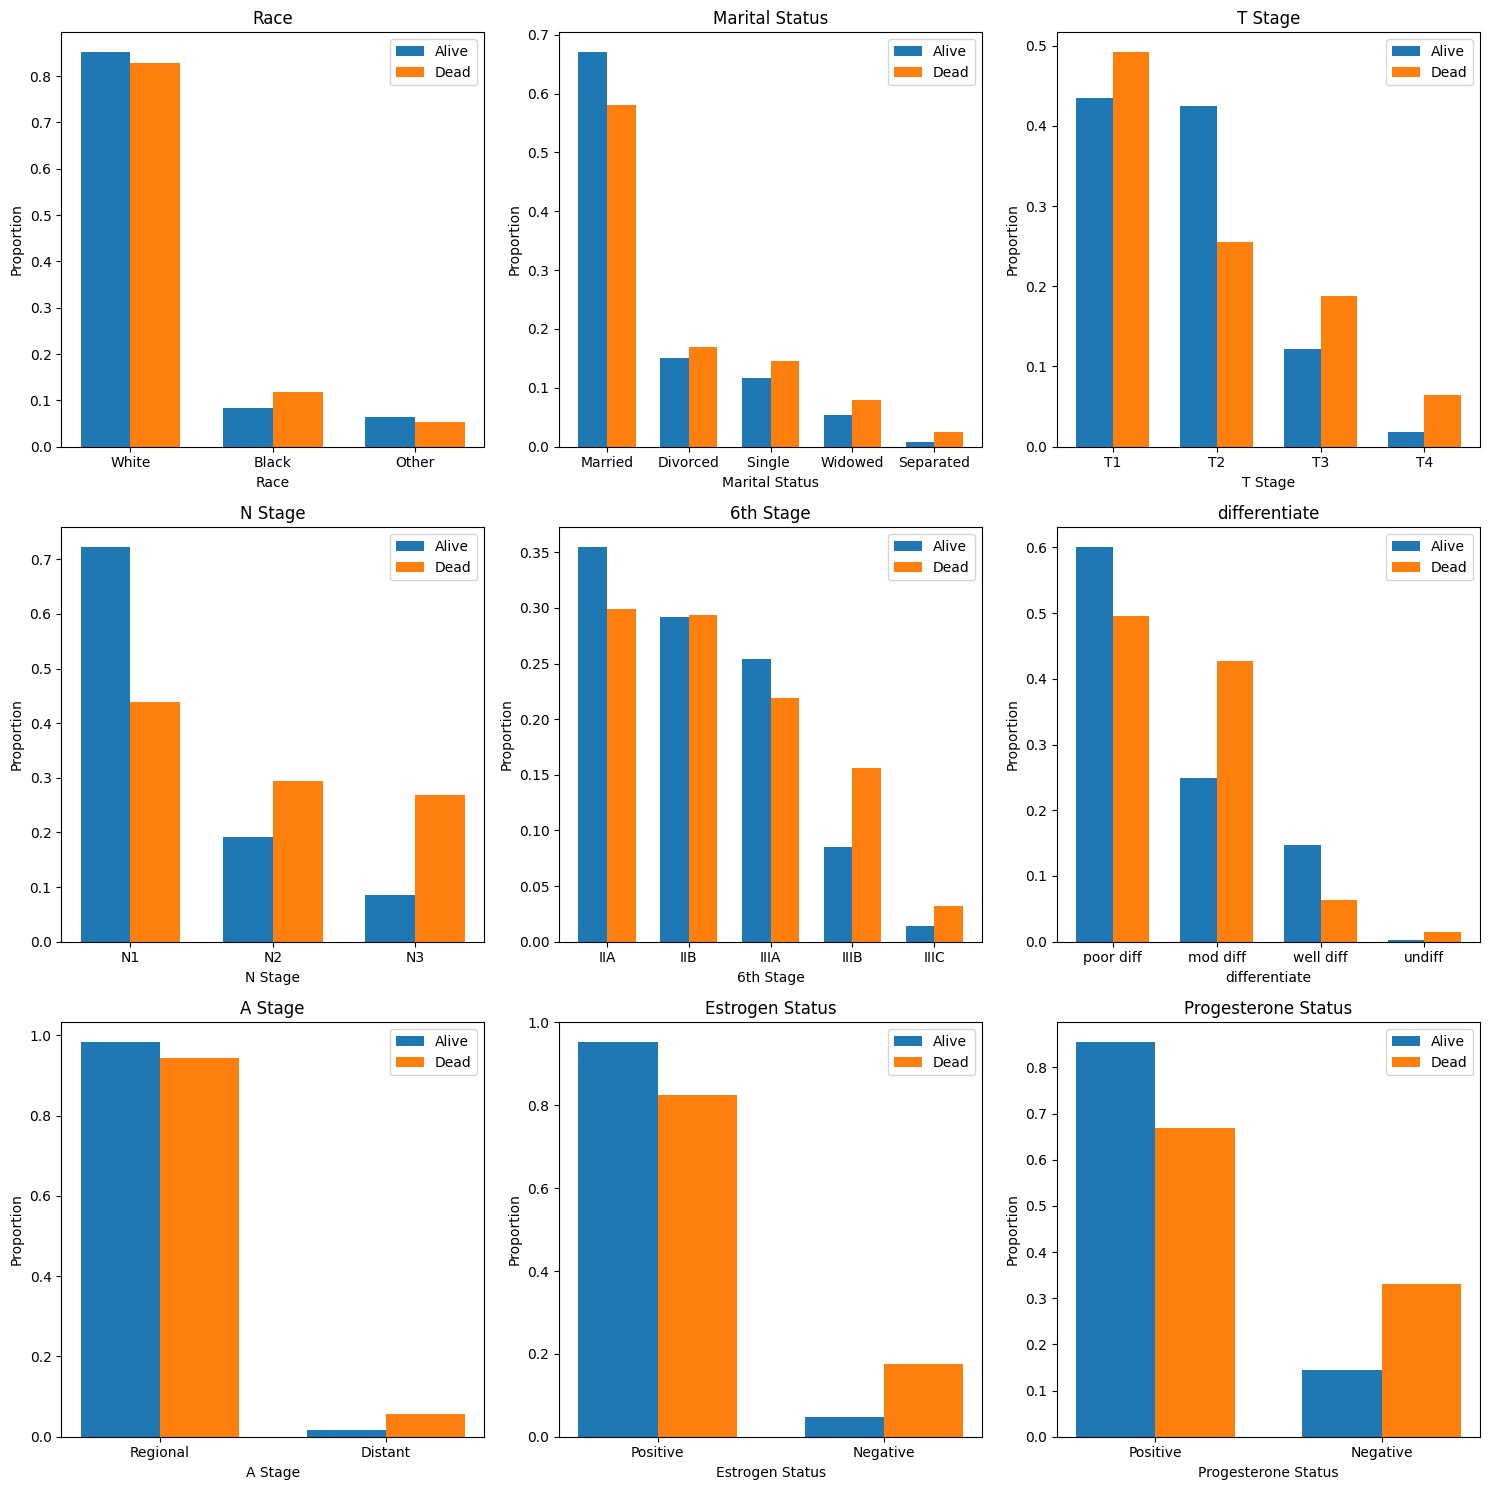 Race
Alive
Dead
Proportion
0.8
0.7
0.6
0.5
0.4
0.3
0.2
0.1
0.0
White Black Other
Race
Marital Status
Alive
Dead
Proportion
0.7
0.6
0.5
0.4
0.3
0.2
0.1
0.0
Married Divorced Single Widowed Separated
Marital Status
T Stage
Alive
Dead
Proportion
0.5
0.4
0.3
0.2
0.1
0.0
T1 T2 T3 T4
T Stage
N Stage
Alive
Dead
Proportion
0.7
0.6
0.5
0.4
0.3
0.2
0.1
0.0
N1 N2 N3
N Stage
6th Stage
Alive
Dead
Proportion
0.35
0.30
0.25
0.20
0.15
0.10
0.05
0.00
IIA IIB IIIA IIIB IIIC
6th Stage
differentiate
Alive
Dead
Proportion
0.6
0.5
0.4
0.3
0.2
0.1
0.0
poor diff mod diff well diff undiff
differentiate
A Stage
Alive
Dead
Proportion
1.0
0.8
0.6
0.4
0.2
0.0
Regional Distant
A Stage
Estrogen Status
Alive
Dead
Proportion
1.0
0.8
0.6
0.4
0.2
0.0
Positive Negative
Estrogen Status
Progesterone Status
Alive
Dead
Proportion
0.8
0.7
0.6
0.5
0.4
0.3
0.2
0.1
0.0
Positive Negative
Progesterone Status